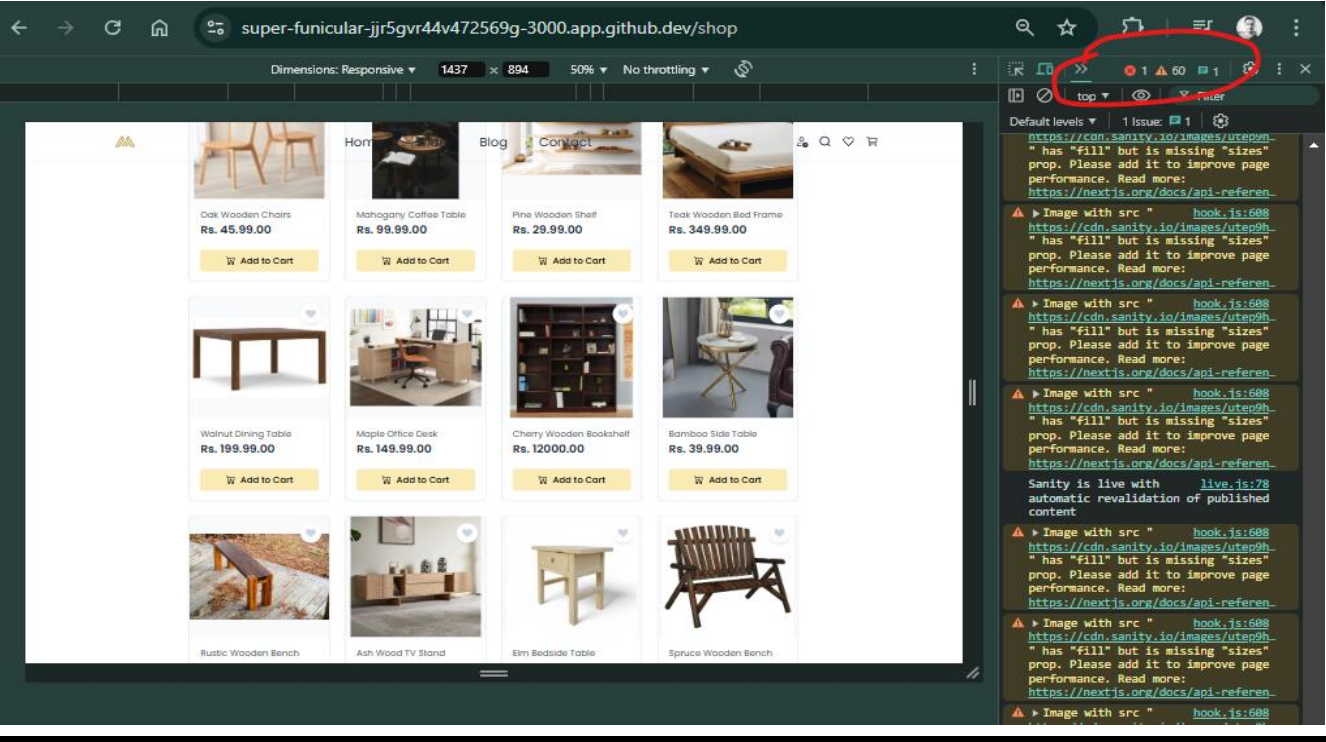 super-funicular-jjr5gvr44v472569g-3000.app.github.dev/shop
Dimensions: Responsive ▾ 1437 × 894 50% ▾ No throttling ▾
1 60 1
top ▾ Filter
Default levels ▾ 1 Issue: 1
Blog Contact
Oak Wooden Chairs
Rs. 45.99.00
Add to Cart
Mahogany Coffee Table
Rs. 99.99.00
Add to Cart
Pine Wooden Shelf
Rs. 29.99.00
Add to Cart
Teak Wooden Bed Frame
Rs. 349.99.00
Add to Cart
Walnut Dining Table
Rs. 199.99.00
Add to Cart
Maple Office Desk
Rs. 149.99.00
Add to Cart
Cherry Wooden Bookshelf
Rs. 12000.00
Add to Cart
Bamboo Side Table
Rs. 39.99.00
Add to Cart
Rustic Wooden Bench
Ash Wood TV Stand
Elm Bedside Table
Spruce Wooden Bench
https://cdn.sanity.io/images/utep9h…
" has "fill" but is missing "sizes"
prop. Please add it to improve page
performance. Read more:
https://nextjs.org/docs/api-referen…
Image with src " hook.js:608
https://cdn.sanity.io/images/utep9h…
" has "fill" but is missing "sizes"
prop. Please add it to improve page
performance. Read more:
https://nextjs.org/docs/api-referen…
Image with src " hook.js:608
https://cdn.sanity.io/images/utep9h…
" has "fill" but is missing "sizes"
prop. Please add it to improve page
performance. Read more:
https://nextjs.org/docs/api-referen…
Image with src " hook.js:608
https://cdn.sanity.io/images/utep9h…
" has "fill" but is missing "sizes"
prop. Please add it to improve page
performance. Read more:
https://nextjs.org/docs/api-referen…
Sanity is live with live.js:78
automatic revalidation of published
content
Image with src " hook.js:608
https://cdn.sanity.io/images/utep9h…
" has "fill" but is missing "sizes"
prop. Please add it to improve page
performance. Read more:
https://nextjs.org/docs/api-referen…
Image with src " hook.js:608
https://cdn.sanity.io/images/utep9h…
" has "fill" but is missing "sizes"
prop. Please add it to improve page
performance. Read more:
https://nextjs.org/docs/api-referen…
Image with src " hook.js:608